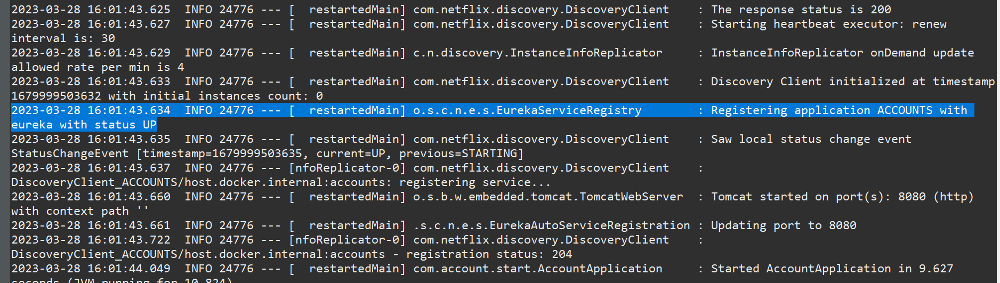 2023-03-28 16:01:43.625  INFO 24776 --- [  restartedMain] com.netflix.discovery.DiscoveryClient    : The response status is 200
2023-03-28 16:01:43.627  INFO 24776 --- [  restartedMain] com.netflix.discovery.DiscoveryClient    : Starting heartbeat executor: renew
interval is: 30
2023-03-28 16:01:43.629  INFO 24776 --- [  restartedMain] c.n.discovery.InstanceInfoReplicator     : InstanceInfoReplicator onDemand update
allowed rate per min is 4
2023-03-28 16:01:43.633  INFO 24776 --- [  restartedMain] com.netflix.discovery.DiscoveryClient    : Discovery Client initialized at timestamp
1679999503632 with initial instances count: 0
2023-03-28 16:01:43.634  INFO 24776 --- [  restartedMain] o.s.c.n.e.s.EurekaServiceRegistry        : Registering application ACCOUNTS with
eureka with status UP
2023-03-28 16:01:43.635  INFO 24776 --- [  restartedMain] com.netflix.discovery.DiscoveryClient    : Saw local status change event
StatusChangeEvent [timestamp=1679999503635, current=UP, previous=STARTING]
2023-03-28 16:01:43.637  INFO 24776 --- [nfoReplicator-0] com.netflix.discovery.DiscoveryClient    :
DiscoveryClient_ACCOUNTS/host.docker.internal:accounts: registering service...
2023-03-28 16:01:43.660  INFO 24776 --- [  restartedMain] o.s.b.w.embedded.tomcat.TomcatWebServer  : Tomcat started on port(s): 8080 (http)
with context path ''
2023-03-28 16:01:43.661  INFO 24776 --- [  restartedMain] .s.c.n.e.s.EurekaAutoServiceRegistration : Updating port to 8080
2023-03-28 16:01:43.722  INFO 24776 --- [nfoReplicator-0] com.netflix.discovery.DiscoveryClient    :
DiscoveryClient_ACCOUNTS/host.docker.internal:accounts - registration status: 204
2023-03-28 16:01:44.049  INFO 24776 --- [  restartedMain] com.account.start.AccountApplication     : Started AccountApplication in 9.627
seconds (JVM running for 10.824)